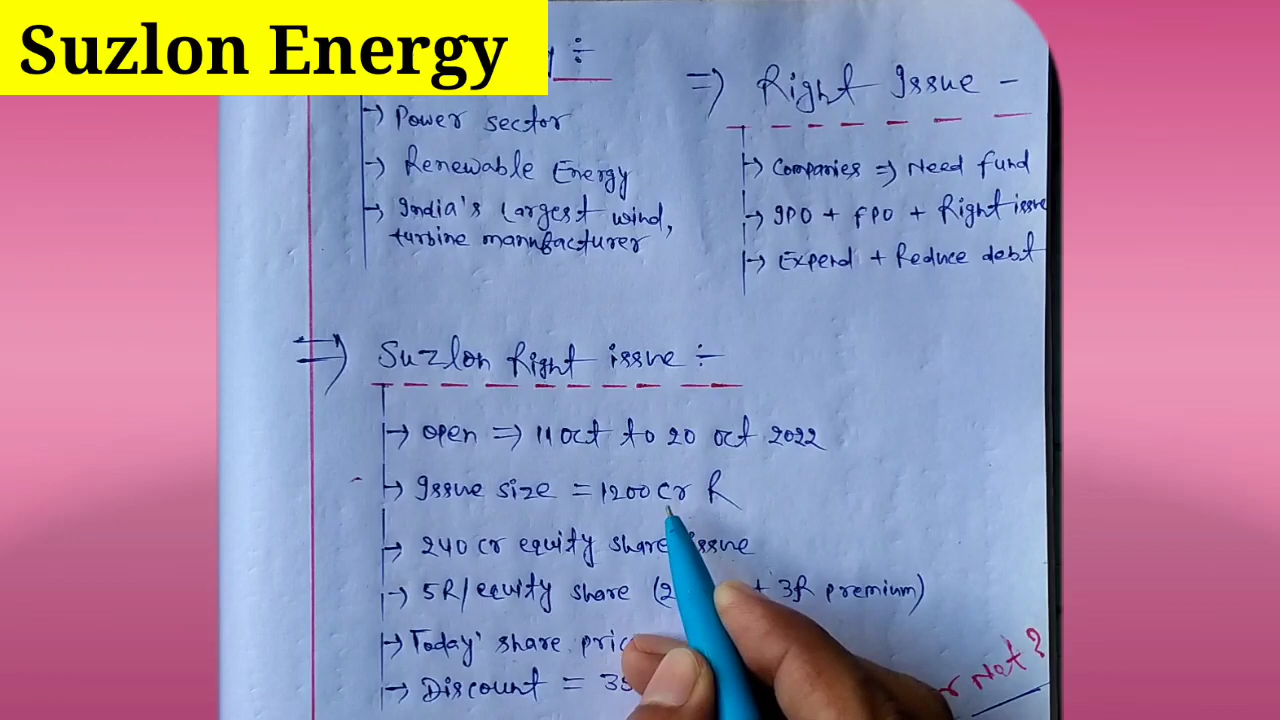 Suzlon Energy
→ Power sector
→ Renewable Energy
→ India's Largest wind,
turbine manufacturer
⇒ Right Issue -
→ Companies ⇒ Need fund
→ IPO + FPO + Right issue
→ Expend + Reduce debt
⇒ Suzlon Right issue :-
→ open ⇒ 11 oct to 20 oct 2022
→ Issue size = 1200 cr R
→ 240 cr equity share issue
→ 5R/equity share (2 + 3R premium)
→ Today' share
→ Discount =
Not?